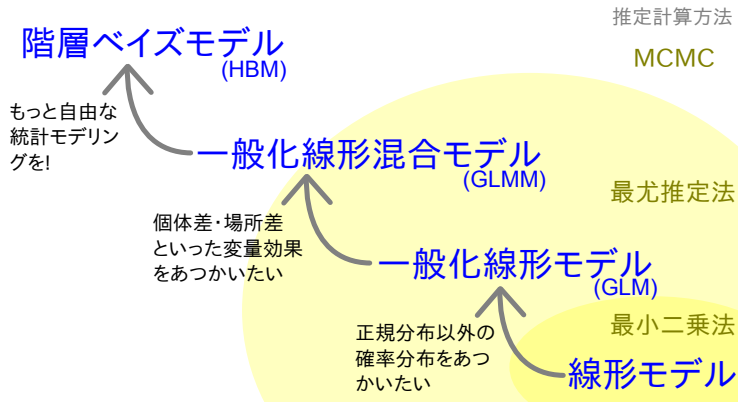 推定計算方法
階層ベイズモデル
(HBM)
MCMC
もっと自由な
統計モデリン
グを!
一般化線形混合モデル
(GLMM)
最尤推定法
個体差・場所差
といった変量効果
をあつかいたい
一般化線形モデル
(GLM)
最小二乗法
正規分布以外の
確率分布をあつ
かいたい
線形モデル